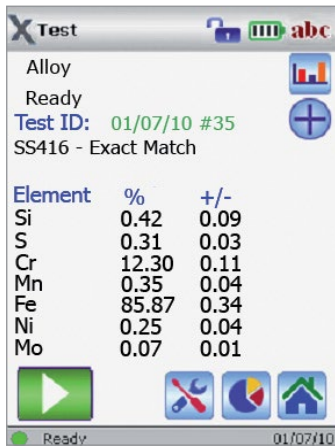 Test abc
Alloy
Ready
Test ID: 01/07/10 #35
SS416 - Exact Match
Element % +/-
Si 0.42 0.09
S 0.31 0.03
Cr 12.30 0.11
Mn 0.35 0.04
Fe 85.87 0.34
Ni 0.25 0.04
Mo 0.07 0.01
Ready 01/07/10